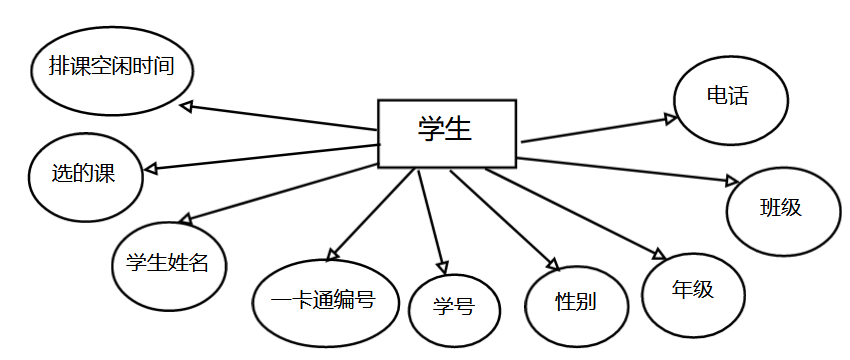 排课空闲时间
学生
电话
选的课
班级
学生姓名
一卡通编号
学号
性别
年级